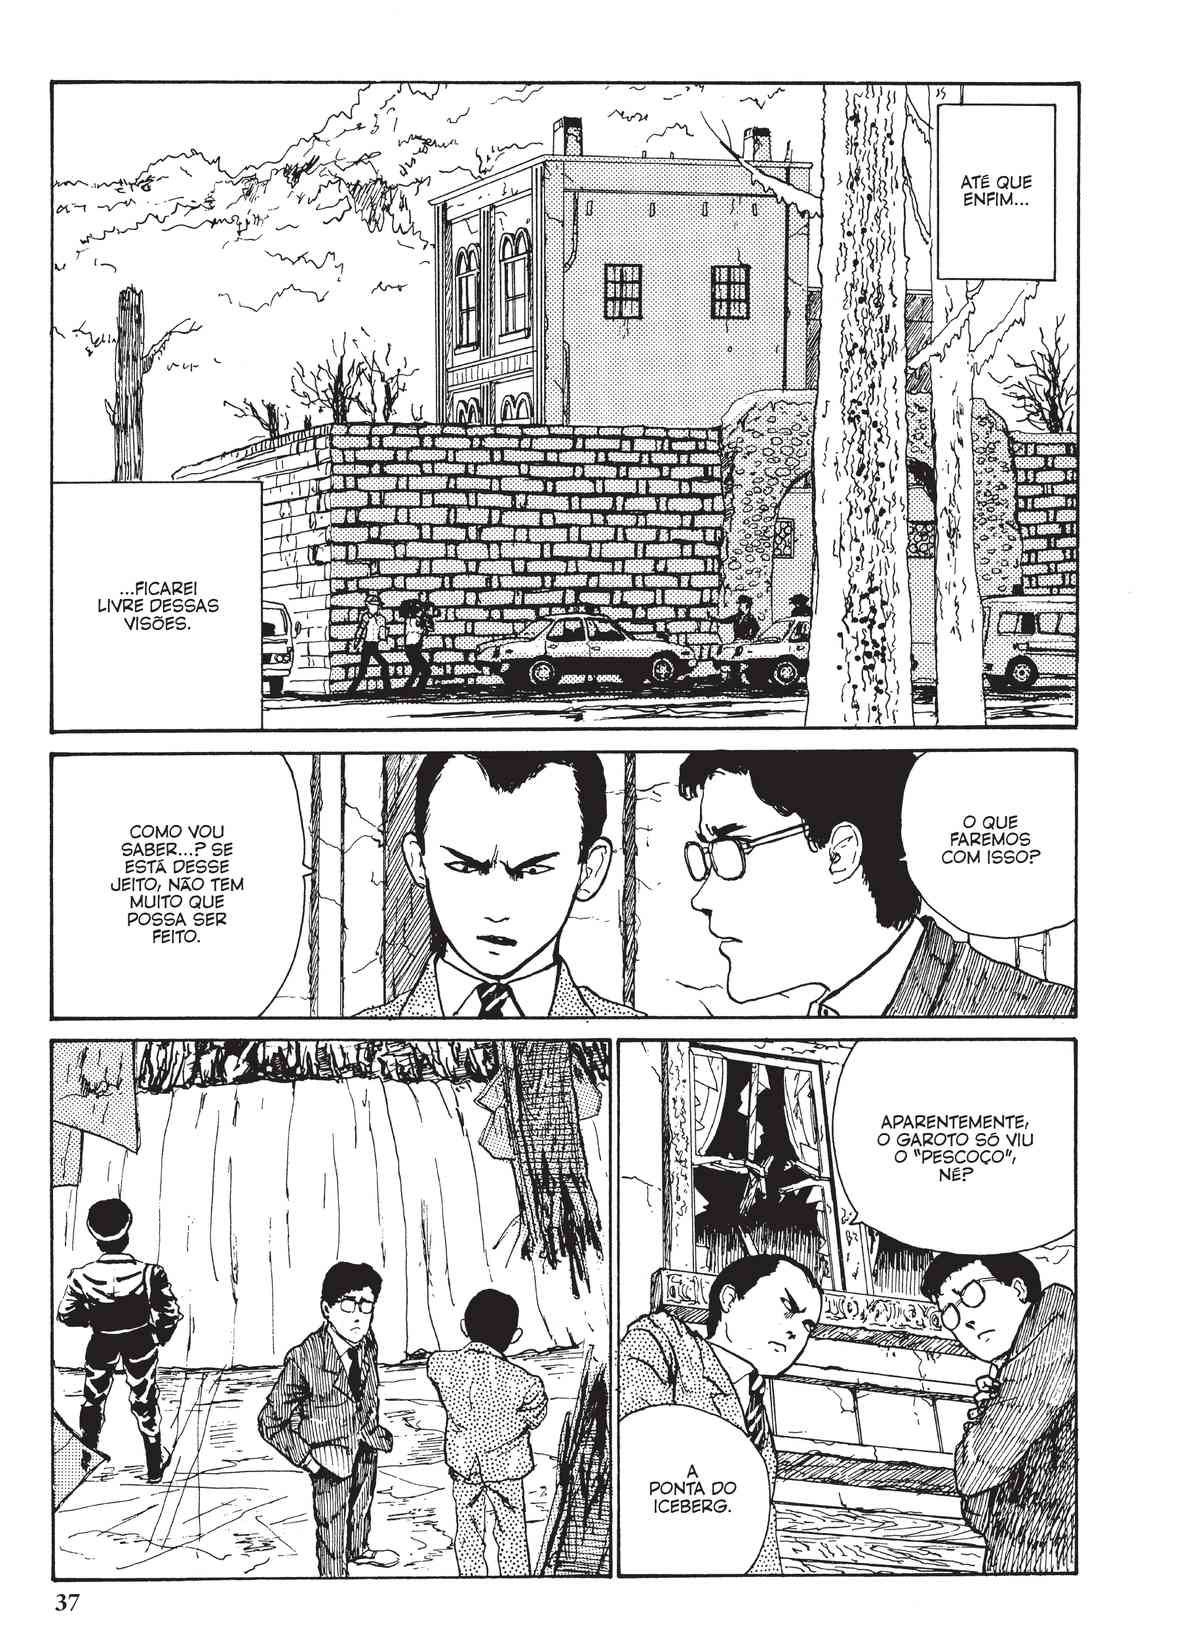 ATÉ QUE
ENFIM...
...FICAREI
LIVRE DESSAS
VISÕES.
O QUE
FAREMOS
COM ISSO?
COMO VOU
SABER...? SE
ESTÁ DESSE
JEITO, NÃO TEM
MUITO QUE
POSSA SER
FEITO.
APARENTEMENTE,
O GAROTO SÓ VIU
O "PESCOÇO",
NÉ?
A
PONTA DO
ICEBERG.
37